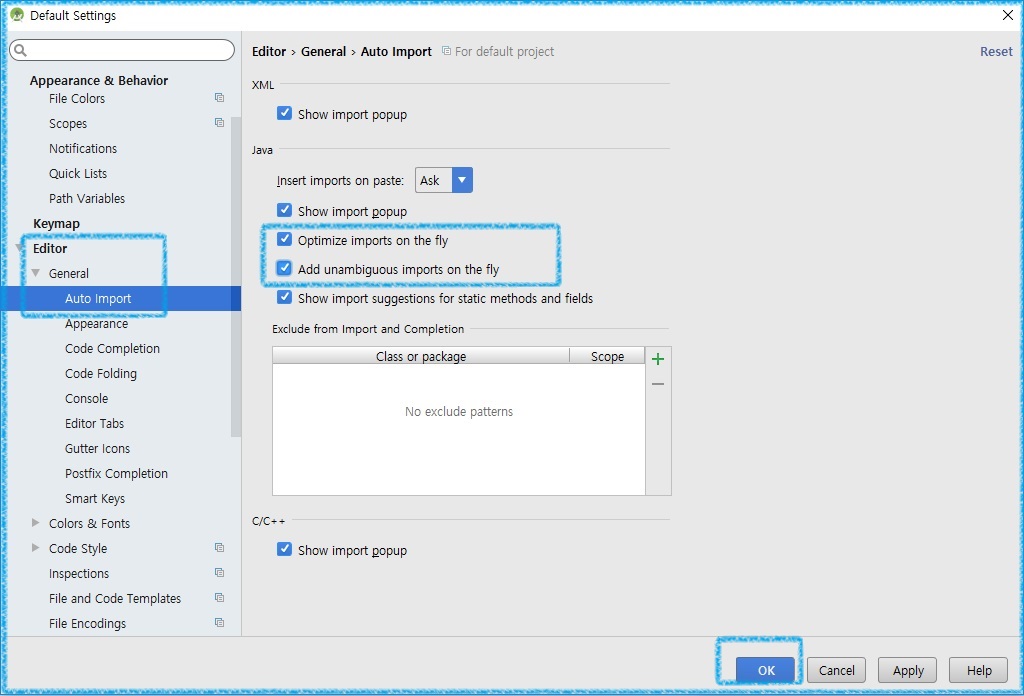 Default Settings
Editor › General › Auto Import For default project Reset
Appearance & Behavior
File Colors
Scopes
Notifications
Quick Lists
Path Variables
Keymap
Editor
General
Auto Import
Appearance
Code Completion
Code Folding
Console
Editor Tabs
Gutter Icons
Postfix Completion
Smart Keys
Colors & Fonts
Code Style
Inspections
File and Code Templates
File Encodings
XML
Show import popup
Java
Insert imports on paste: Ask
Show import popup
Optimize imports on the fly
Add unambiguous imports on the fly
Show import suggestions for static methods and fields
Exclude from Import and Completion
Class or package Scope
No exclude patterns
C/C++
Show import popup
OK Cancel Apply Help